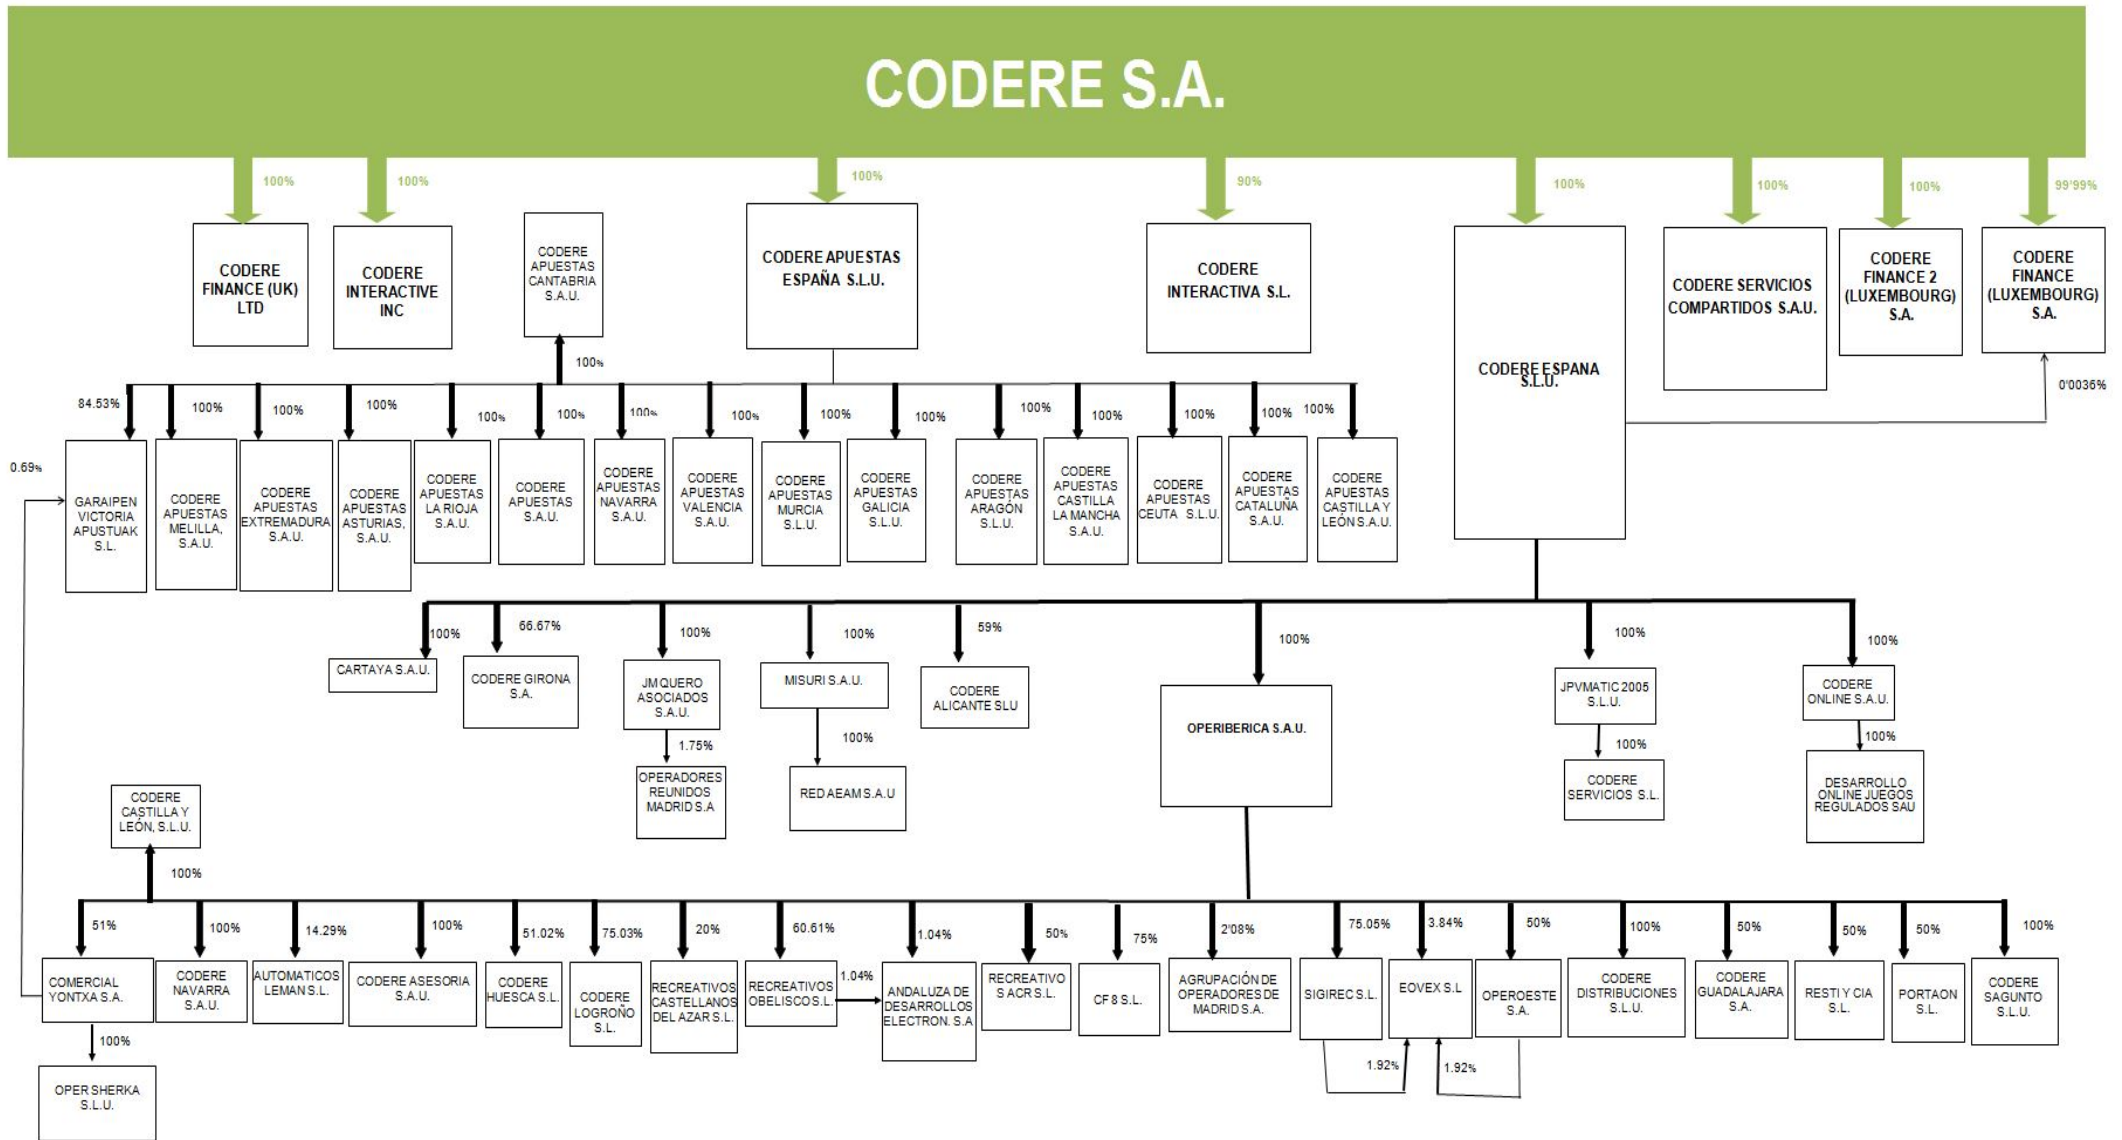 CODERE S.A.
100%
100%
100%
90%
100%
100%
100%
99'99%
CODERE
FINANCE (UK)
LTD
CODERE
INTERACTIVE
INC
CODERE
APUESTAS
CANTABRIA
S.A.U.
CODERE APUESTAS
ESPAÑA S.L.U.
CODERE
INTERACTIVA S.L.
CODERE ESPANA
S.L.U.
CODERE SERVICIOS
COMPARTIDOS S.A.U.
CODERE
FINANCE 2
(LUXEMBOURG)
S.A.
CODERE
FINANCE
(LUXEMBOURG)
S.A.
100%
0'0036%
84.53%
100%
100%
100%
100%
100%
100%
100%
100%
100%
100%
100%
100%
100%
100%
0.69%
GARAIPEN
VICTORIA
APUSTUAK
S.L.
CODERE
APUESTAS
MELILLA,
S.A.U.
CODERE
APUESTAS
EXTREMADURA
S.A.U.
CODERE
APUESTAS
ASTURIAS,
S.A.U.
CODERE
APUESTAS
LA RIOJA
S.A.U.
CODERE
APUESTAS
S.A.U.
CODERE
APUESTAS
NAVARRA
S.A.U.
CODERE
APUESTAS
VALENCIA
S.A.U.
CODERE
APUESTAS
MURCIA
S.L.U.
CODERE
APUESTAS
GALICIA
S.L.U.
CODERE
APUESTAS
ARAGÓN
S.L.U.
CODERE
APUESTAS
CASTILLA
LA MANCHA
S.A.U.
CODERE
APUESTAS
CEUTA S.L.U.
CODERE
APUESTAS
CATALUÑA
S.A.U.
CODERE
APUESTAS
CASTILLA Y
LEÓN S.A.U.
100%
66.67%
100%
100%
59%
100%
100%
100%
CARTAYA S.A.U.
CODERE GIRONA
S.A.
JM QUERO
ASOCIADOS
S.A.U.
MISURI S.A.U.
CODERE
ALICANTE SLU
OPERIBERICA S.A.U.
JPVMATIC 2005
S.L.U.
CODERE
ONLINE S.A.U.
1.75%
100%
100%
100%
OPERADORES
REUNIDOS
MADRID S.A
RED AEAM S.A.U
CODERE
SERVICIOS S.L.
DESARROLLO
ONLINE JUEGOS
REGULADOS SAU
CODERE
CASTILLA Y
LEÓN, S.L.U.
100%
51%
100%
14.29%
100%
51.02%
75.03%
20%
60.61%
1.04%
50%
75%
2'08%
75.05%
3.84%
50%
100%
50%
50%
50%
100%
COMERCIAL
YONTXA S.A.
CODERE
NAVARRA
S.A.U.
AUTOMATICOS
LEMAN S.L.
CODERE ASESORIA
S.A.U.
CODERE
HUESCA S.L.
CODERE
LOGROÑO
S.L.
RECREATIVOS
CASTELLANOS
DEL AZAR S.L.
RECREATIVOS
OBELISCO S.L.
1.04%
ANDALUZA DE
DESARROLLOS
ELECTRON. S.A
RECREATIVO
S ACR S.L.
CF8 S.L.
AGRUPACIÓN DE
OPERADORES DE
MADRID S.A.
SIGIREC S.L.
EOVEX S.L
OPEROESTE
S.A.
CODERE
DISTRIBUCIONES
S.L.U.
CODERE
GUADALAJARA
S.A.
RESTI Y CIA
S.L.
PORTAON
S.L.
CODERE
SAGUNTO
S.L.U.
100%
1.92%
1.92%
OPER SHERKA
S.L.U.